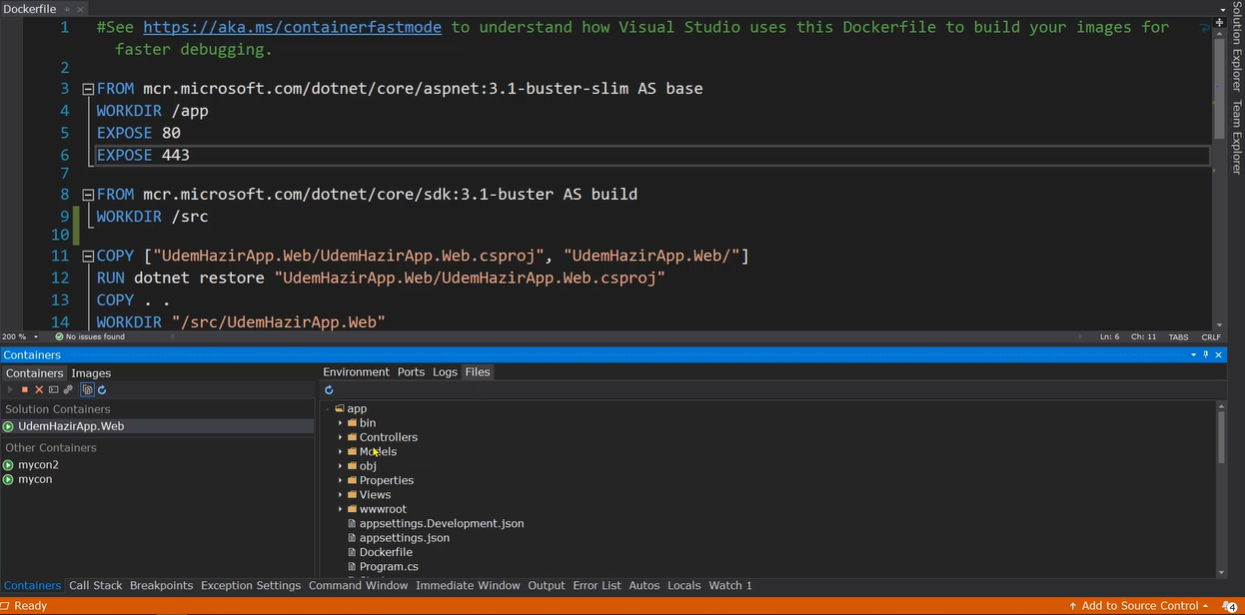 Dockerfile
1 #See https://aka.ms/containerfastmode to understand how Visual Studio uses this Dockerfile to build your images for
faster debugging.
2
3 FROM mcr.microsoft.com/dotnet/core/aspnet:3.1-buster-slim AS base
4 WORKDIR /app
5 EXPOSE 80
6 EXPOSE 443
7
8 FROM mcr.microsoft.com/dotnet/core/sdk:3.1-buster AS build
9 WORKDIR /src
10
11 COPY ["UdemHazirApp.Web/UdemHazirApp.Web.csproj", "UdemHazirApp.Web/"]
12 RUN dotnet restore "UdemHazirApp.Web/UdemHazirApp.Web.csproj"
13 COPY . .
14 WORKDIR "/src/UdemHazirApp.Web"
200 % No issues found Ln: 6 Ch: 11 TABS CRLF
Solution Explorer
Team Explorer
Containers
Containers Images
Solution Containers
UdemHazirApp.Web
Other Containers
mycon2
mycon
Environment Ports Logs Files
app
bin
Controllers
Models
obj
Properties
Views
wwwroot
appsettings.Development.json
appsettings.json
Dockerfile
Program.cs
Containers Call Stack Breakpoints Exception Settings Command Window Immediate Window Output Error List Autos Locals Watch 1
Ready Add to Source Control 4